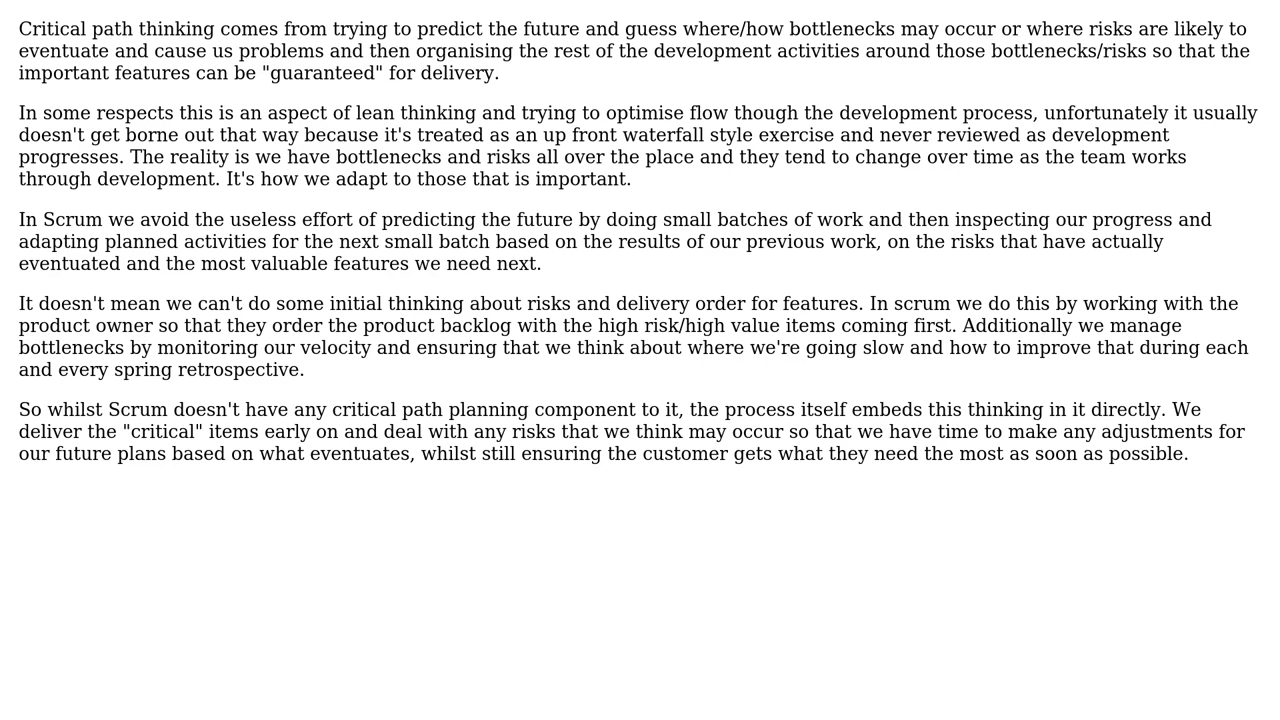 Critical path thinking comes from trying to predict the future and guess where/how bottlenecks may occur or where risks are likely to
eventuate and cause us problems and then organising the rest of the development activities around those bottlenecks/risks so that the
important features can be "guaranteed" for delivery.
In some respects this is an aspect of lean thinking and trying to optimise flow though the development process, unfortunately it usually
doesn't get borne out that way because it's treated as an up front waterfall style exercise and never reviewed as development
progresses. The reality is we have bottlenecks and risks all over the place and they tend to change over time as the team works
through development. It's how we adapt to those that is important.
In Scrum we avoid the useless effort of predicting the future by doing small batches of work and then inspecting our progress and
adapting planned activities for the next small batch based on the results of our previous work, on the risks that have actually
eventuated and the most valuable features we need next.
It doesn't mean we can't do some initial thinking about risks and delivery order for features. In scrum we do this by working with the
product owner so that they order the product backlog with the high risk/high value items coming first. Additionally we manage
bottlenecks by monitoring our velocity and ensuring that we think about where we're going slow and how to improve that during each
and every spring retrospective.
So whilst Scrum doesn't have any critical path planning component to it, the process itself embeds this thinking in it directly. We
deliver the "critical" items early on and deal with any risks that we think may occur so that we have time to make any adjustments for
our future plans based on what eventuates, whilst still ensuring the customer gets what they need the most as soon as possible.